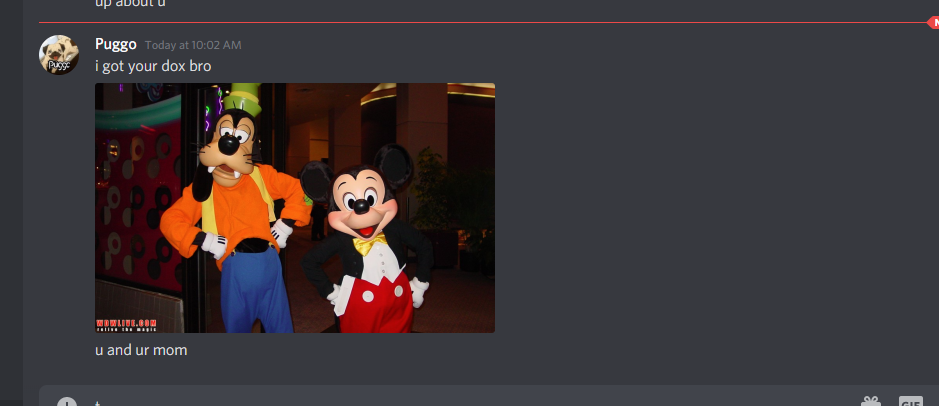 up about u
Puggo Today at 10:02 AM
i got your dox bro
WDWLIVE.COM
relive the magic
u and ur mom
GIF